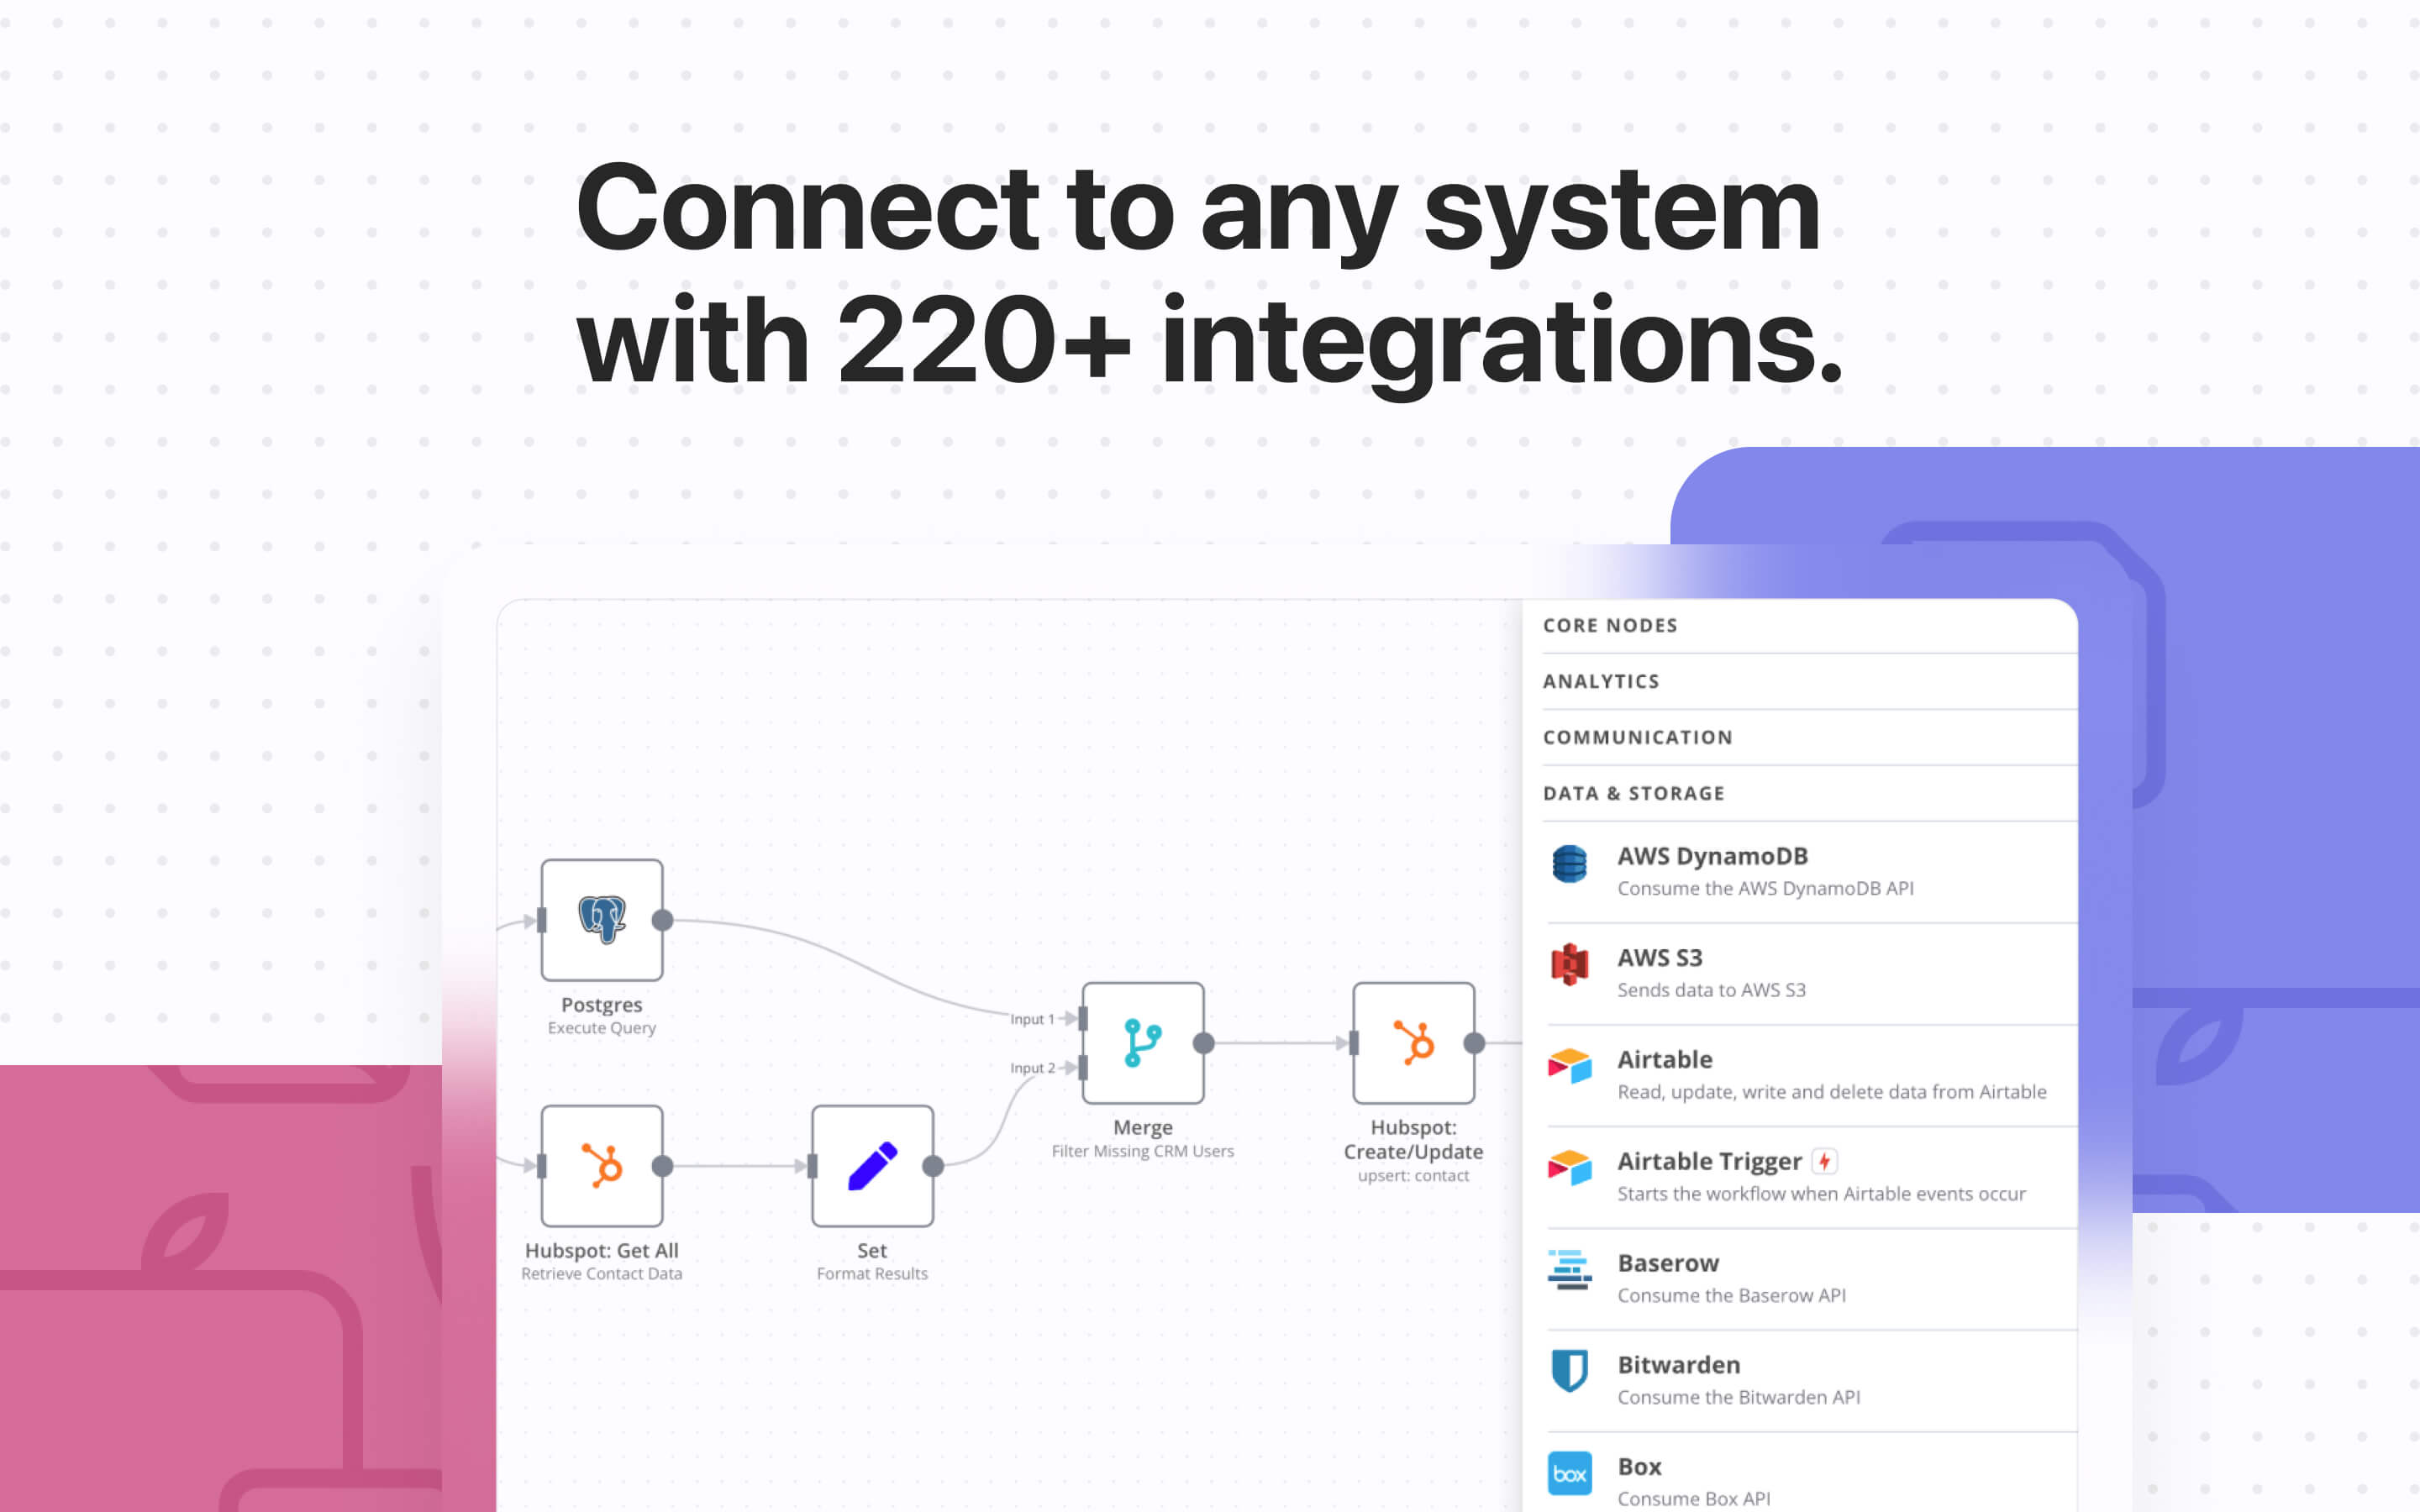 Connect to any system
with 220+ integrations.
Postgres
Execute Query
Hubspot: Get All
Retrieve Contact Data
Set
Format Results
Input 1
Input 2
Merge
Filter Missing CRM Users
Hubspot:
Create/Update
upsert: contact
CORE NODES
ANALYTICS
COMMUNICATION
DATA & STORAGE
AWS DynamoDB
Consume the AWS DynamoDB API
AWS S3
Sends data to AWS S3
Airtable
Read, update, write and delete data from Airtable
Airtable Trigger
Starts the workflow when Airtable events occur
Baserow
Consume the Baserow API
Bitwarden
Consume the Bitwarden API
box
Box
Consume Box API